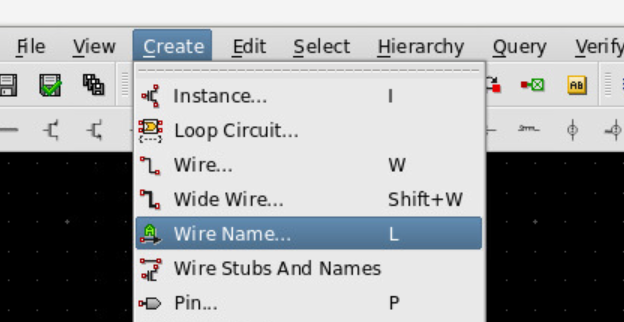 File View Create Edit Select Hierarchy Query Verify
AB
Instance... I
Loop Circuit...
Wire... W
Wide Wire... Shift+W
Wire Name... L
Wire Stubs And Names
Pin... P